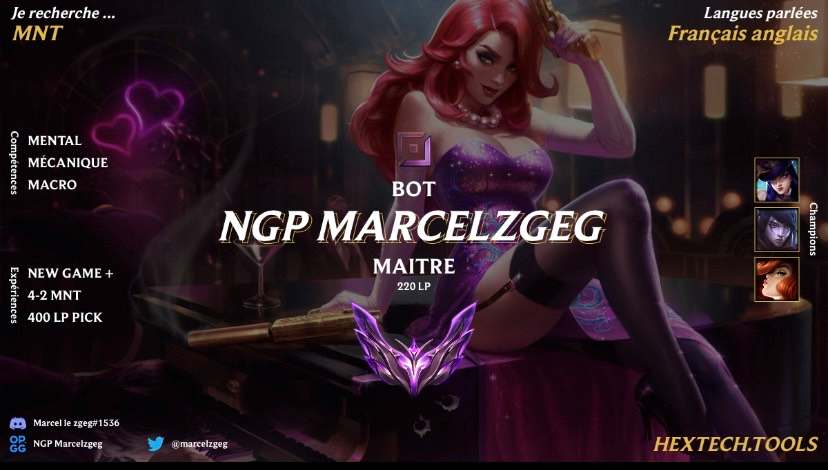 Je recherche ...
MNT
Langues parlées
Français anglais
Compétences
MENTAL
MÉCANIQUE
MACRO
BOT
NGP MARCELZGEG
MAITRE
220 LP
Champions
Expériences
NEW GAME +
4-2 MNT
400 LP PICK
Marcel le zgeg#1536
OP.GG
NGP Marcelzgeg
@marcelzgeg
HEXTECH.TOOLS